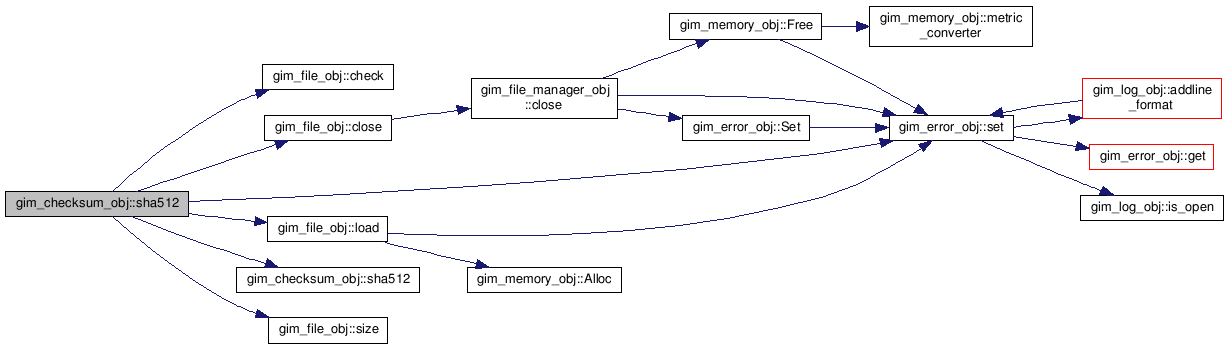 gim_memory_obj::Free
gim_memory_obj::metric
_converter
gim_file_obj::check
gim_file_manager_obj
::close
gim_log_obj::addline
_format
gim_file_obj::close
gim_error_obj::Set
gim_error_obj::set
gim_error_obj::get
gim_checksum_obj::sha512
gim_log_obj::is_open
gim_file_obj::load
gim_checksum_obj::sha512
gim_memory_obj::Alloc
gim_file_obj::size